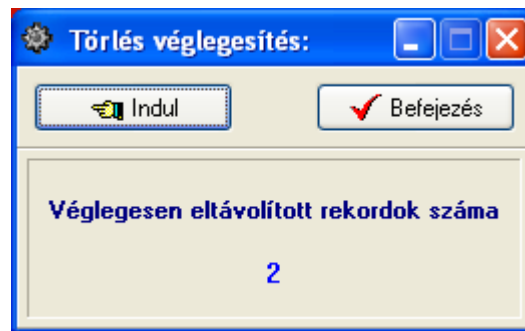 Törlés véglegesítés:
Indul
Befejezés
Véglegesen eltávolított rekordok száma
2